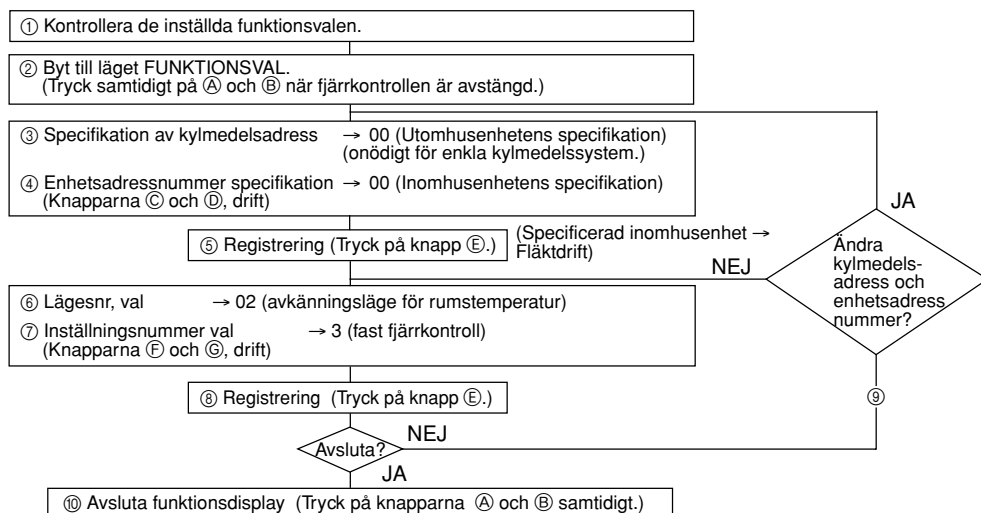 ① Kontrollera de inställda funktionsvalen.
② Byt till läget FUNKTIONSVAL.
(Tryck samtidigt på Ⓐ och Ⓑ när fjärrkontrollen är avstängd.)
③ Specifikation av kylmedelsadress → 00 (Utomhusenhetens specifikation)
(onödigt för enkla kylmedelssystem.)
④ Enhetsadressnummer specifikation → 00 (Inomhusenhetens specifikation)
(Knapparna Ⓒ och Ⓓ, drift)
⑤ Registrering (Tryck på knapp Ⓔ.)
(Specificerad inomhusenhet →
Fläktdrift)
NEJ
JA
Ändra
kylmedels-
adress och
enhetsadress
nummer?
⑥ Lägesnr, val → 02 (avkänningsläge för rumstemperatur)
⑦ Inställningsnummer val → 3 (fast fjärrkontroll)
(Knapparna Ⓕ och Ⓖ, drift)
⑧ Registrering (Tryck på knapp Ⓔ.)
⑨
Avsluta?
NEJ
JA
⑩ Avsluta funktionsdisplay (Tryck på knapparna Ⓐ och Ⓑ samtidigt.)